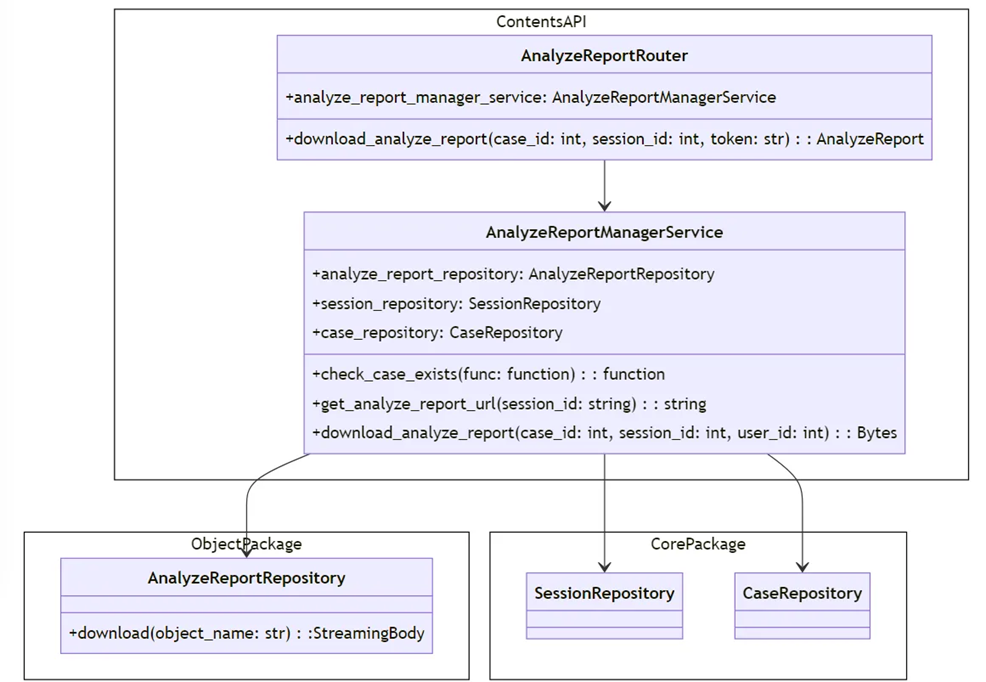 ContentsAPI
AnalyzeReportRouter
+analyze_report_manager_service: AnalyzeReportManagerService
+download_analyze_report(case_id: int, session_id: int, token: str) : : AnalyzeReport
AnalyzeReportManagerService
+analyze_report_repository: AnalyzeReportRepository
+session_repository: SessionRepository
+case_repository: CaseRepository
+check_case_exists(func: function) : : function
+get_analyze_report_url(session_id: string) : : string
+download_analyze_report(case_id: int, session_id: int, user_id: int) : : Bytes
ObjectPackage
AnalyzeReportRepository
+download(object_name: str) : :StreamingBody
CorePackage
SessionRepository
CaseRepository